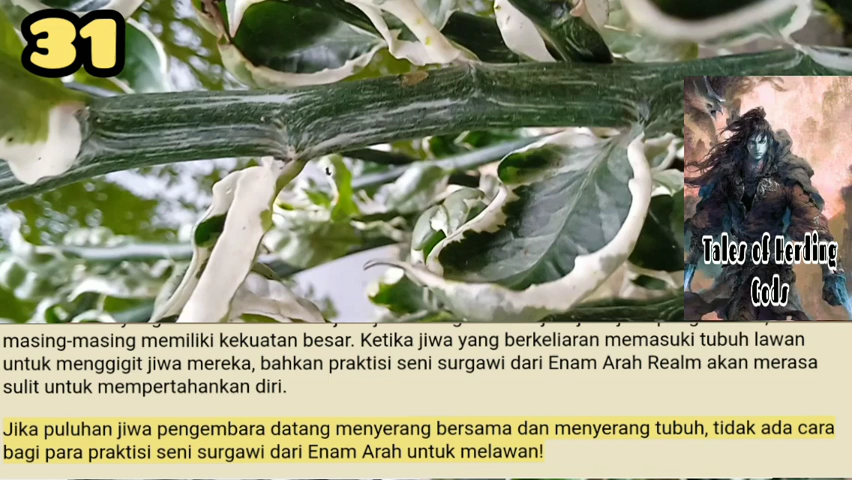 31
Tales of Herding
Gods
masing-masing memiliki kekuatan besar. Ketika jiwa yang berkeliaran memasuki tubuh lawan
untuk menggigit jiwa mereka, bahkan praktisi seni surgawi dari Enam Arah Realm akan merasa
sulit untuk mempertahankan diri.
Jika puluhan jiwa pengembara datang menyerang bersama dan menyerang tubuh, tidak ada cara
bagi para praktisi seni surgawi dari Enam Arah untuk melawan!